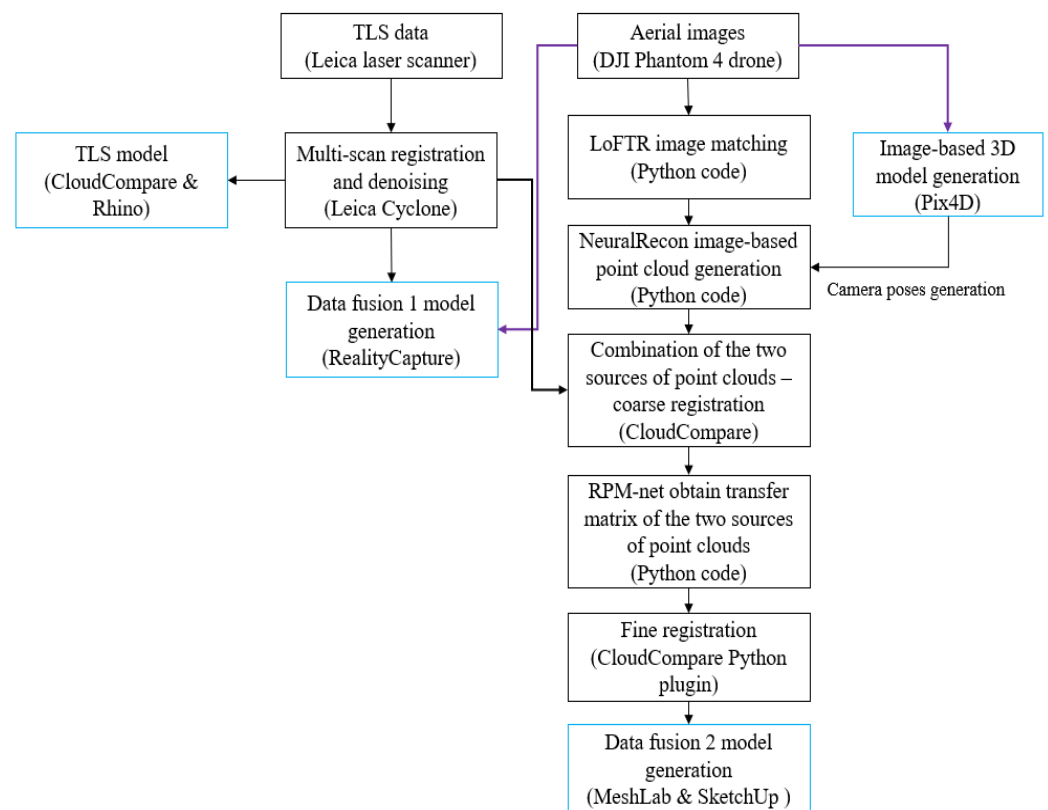 TLS data
(Leica laser scanner)
Aerial images
(DJI Phantom 4 drone)
TLS model
(CloudCompare &
Rhino)
Multi-scan registration
and denoising
(Leica Cyclone)
LoFTR image matching
(Python code)
Image-based 3D
model generation
(Pix4D)
NeuralRecon image-based
point cloud generation
(Python code)
Camera poses generation
Data fusion 1 model
generation
(RealityCapture)
Combination of the two
sources of point clouds –
coarse registration
(CloudCompare)
RPM-net obtain transfer
matrix of the two sources
of point clouds
(Python code)
Fine registration
(CloudCompare Python
plugin)
Data fusion 2 model
generation
(MeshLab & SketchUp )